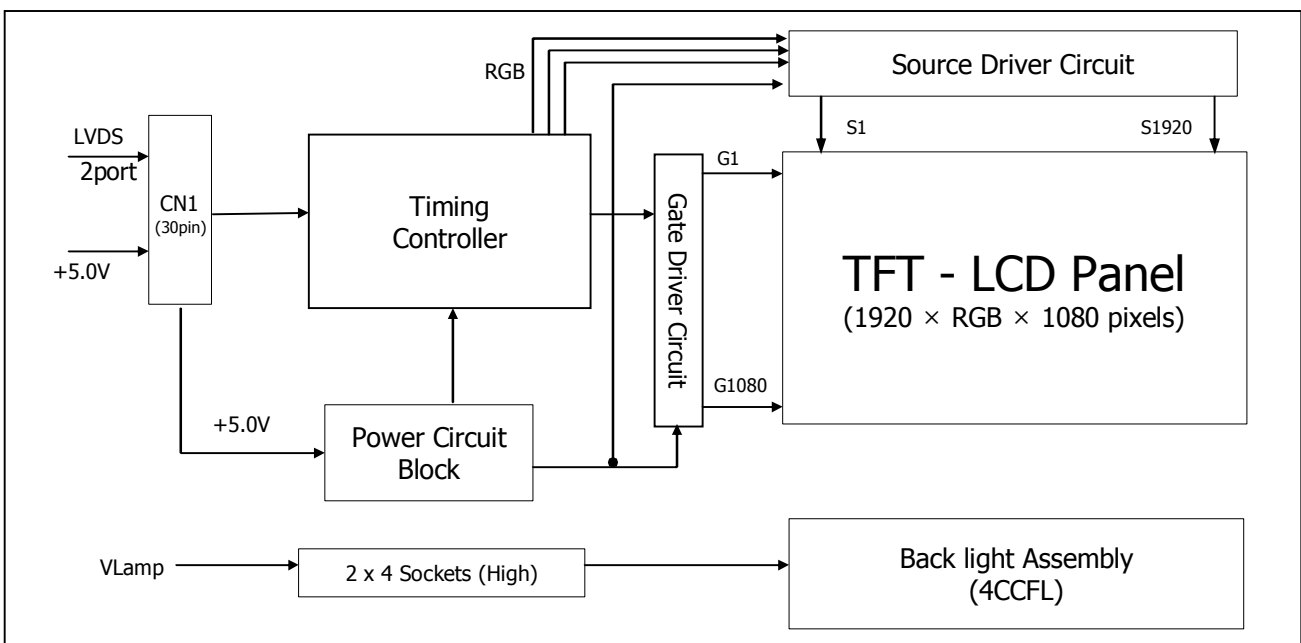 RGB
Source Driver Circuit
S1
S1920
LVDS
2port
CN1
(30pin)
+5.0V
Timing
Controller
Gate Driver Circuit
G1
G1080
TFT - LCD Panel
(1920 × RGB × 1080 pixels)
+5.0V
Power Circuit
Block
VLamp
2 x 4 Sockets (High)
Back light Assembly
(4CCFL)